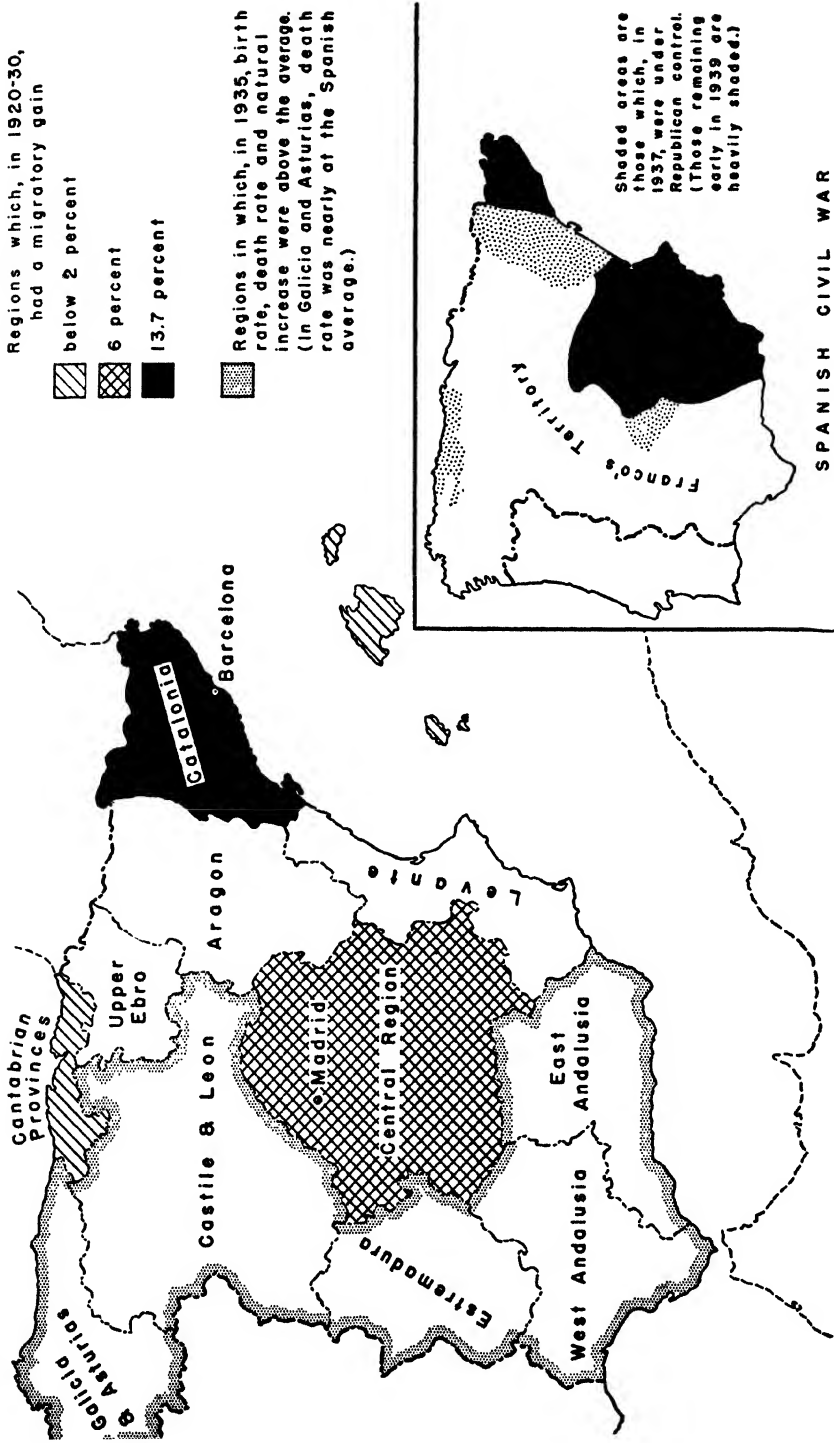 Regions which, in 1920-30,
had a migratory gain
below 2 percent
6 percent
13.7 percent
Regions in which, in 1935, birth
rate, death rate and natural
increase were above the average.
(In Galicia and Asturias, death
rate was nearly at the Spanish
average.)
Cantabrian
Provinces
Galicia
& Asturias
Upper
Ebro
Aragon
Catalonia
Barcelona
Castile & Leon
Madrid
Central Region
Levante
Estremadura
West Andalusia
East
Andalusia
Franco's Territory
Shaded areas are
those which, in
1937, were under
Republican control.
(Those remaining
early in 1939 are
heavily shaded.)
SPANISH CIVIL WAR